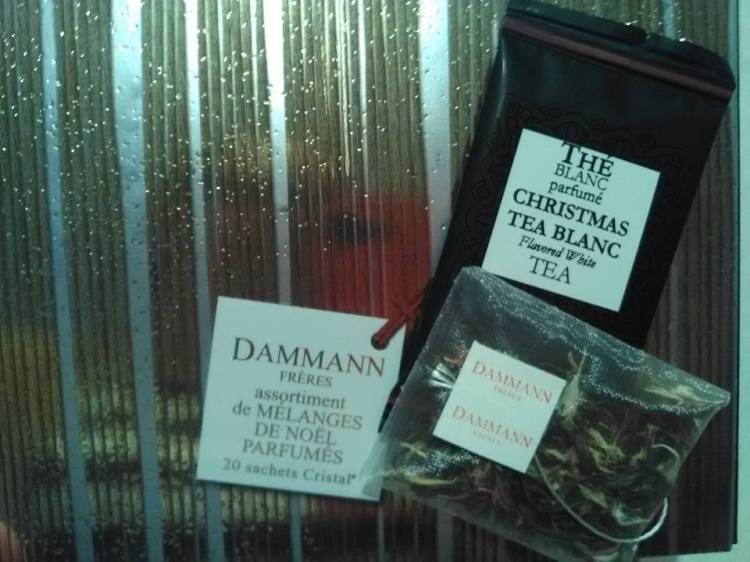 THÉ
BLANC
parfumé
CHRISTMAS
TEA BLANC
Flavored White
TEA
DAMMANN
FRÈRES
assortiment
de MÉLANGES
DE NOËL
PARFUMÉS
20 sachets Cristal®
DAMMANN
FRÈRES
DAMMANN
FRÈRES